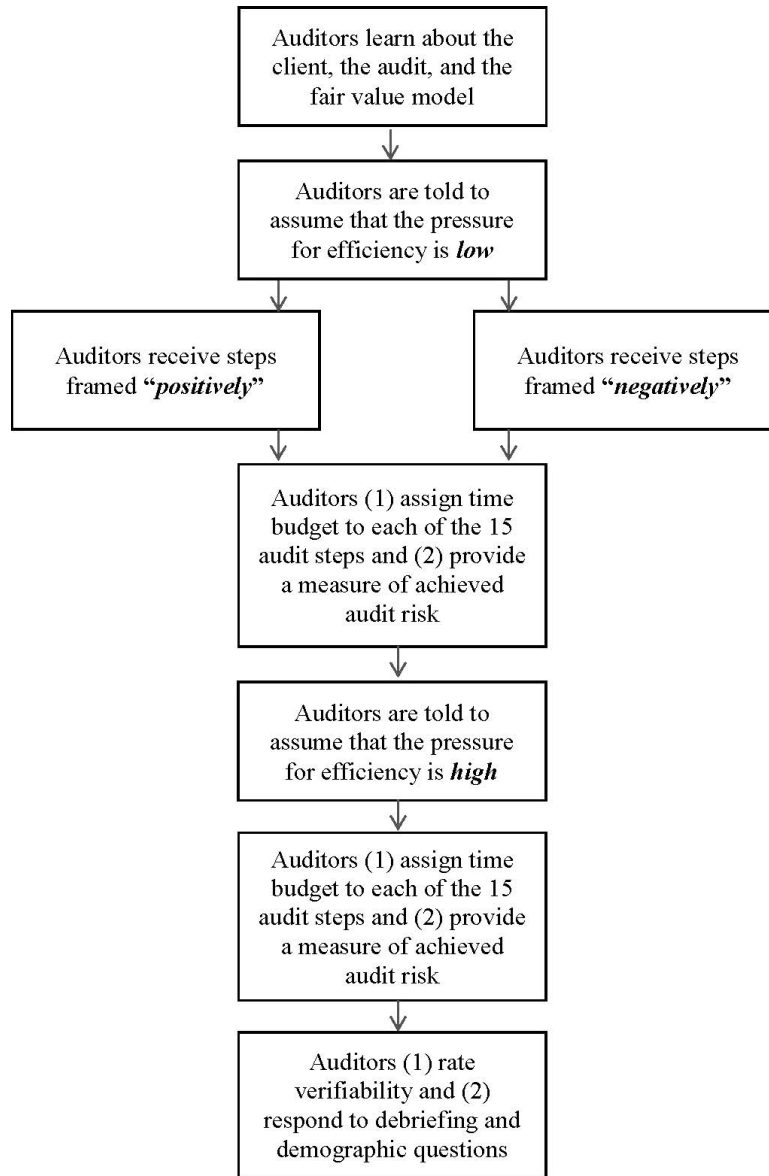 Auditors learn about the
client, the audit, and the
fair value model
Auditors are told to
assume that the pressure
for efficiency is low
Auditors receive steps
framed “positively”
Auditors receive steps
framed “negatively”
Auditors (1) assign time
budget to each of the 15
audit steps and (2) provide
a measure of achieved
audit risk
Auditors are told to
assume that the pressure
for efficiency is high
Auditors (1) assign time
budget to each of the 15
audit steps and (2) provide
a measure of achieved
audit risk
Auditors (1) rate
verifiability and (2)
respond to debriefing and
demographic questions